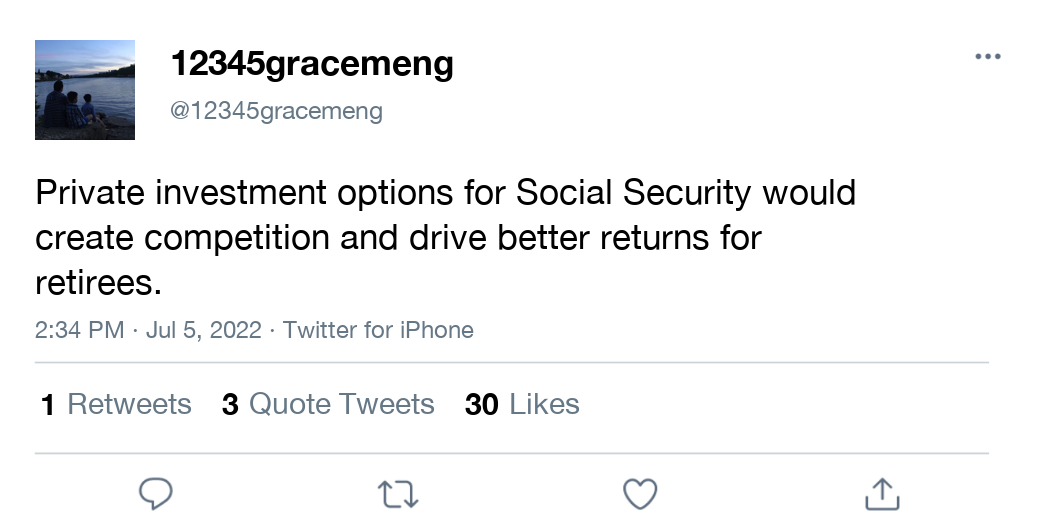 12345gracemeng
@12345gracemeng
Private investment options for Social Security would
create competition and drive better returns for
retirees.
2:34 PM · Jul 5, 2022 · Twitter for iPhone
1 Retweets 3 Quote Tweets 30 Likes